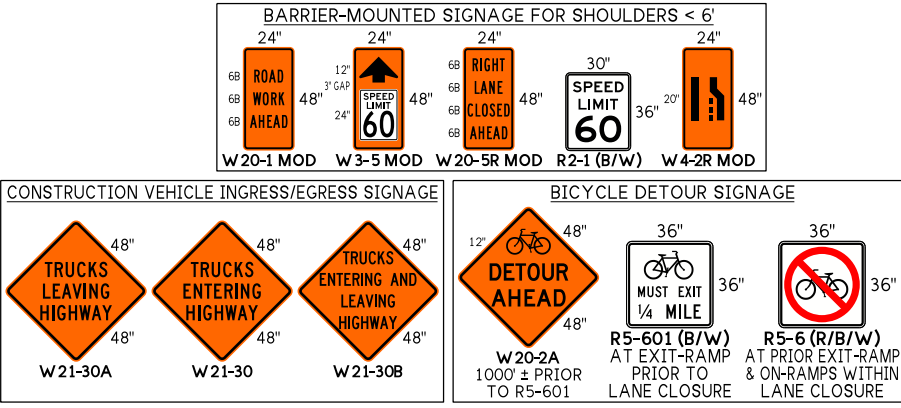 BARRIER-MOUNTED SIGNAGE FOR SHOULDERS < 6'
24"
6B
6B
6B
ROAD
WORK
AHEAD
48"
W20-1 MOD
24"
12"
3" GAP
24"
SPEED
LIMIT
60
48"
W3-5 MOD
24"
6B
6B
6B
6B
RIGHT
LANE
CLOSED
AHEAD
48"
W20-5R MOD
30"
SPEED
LIMIT
60
36"
R2-1 (B/W)
24"
20"
48"
W4-2R MOD
CONSTRUCTION VEHICLE INGRESS/EGRESS SIGNAGE
48"
TRUCKS
LEAVING
HIGHWAY
48"
W21-30A
48"
TRUCKS
ENTERING
HIGHWAY
48"
W21-30
48"
TRUCKS
ENTERING AND
LEAVING
HIGHWAY
48"
W21-30B
BICYCLE DETOUR SIGNAGE
12"
48"
DETOUR
AHEAD
48"
W20-2A
1000' ± PRIOR
TO R5-601
36"
MUST EXIT
1/4 MILE
36"
R5-601 (B/W)
AT EXIT-RAMP
PRIOR TO
LANE CLOSURE
36"
36"
R5-6 (R/B/W)
AT PRIOR EXIT-RAMP
& ON-RAMPS WITHIN
LANE CLOSURE